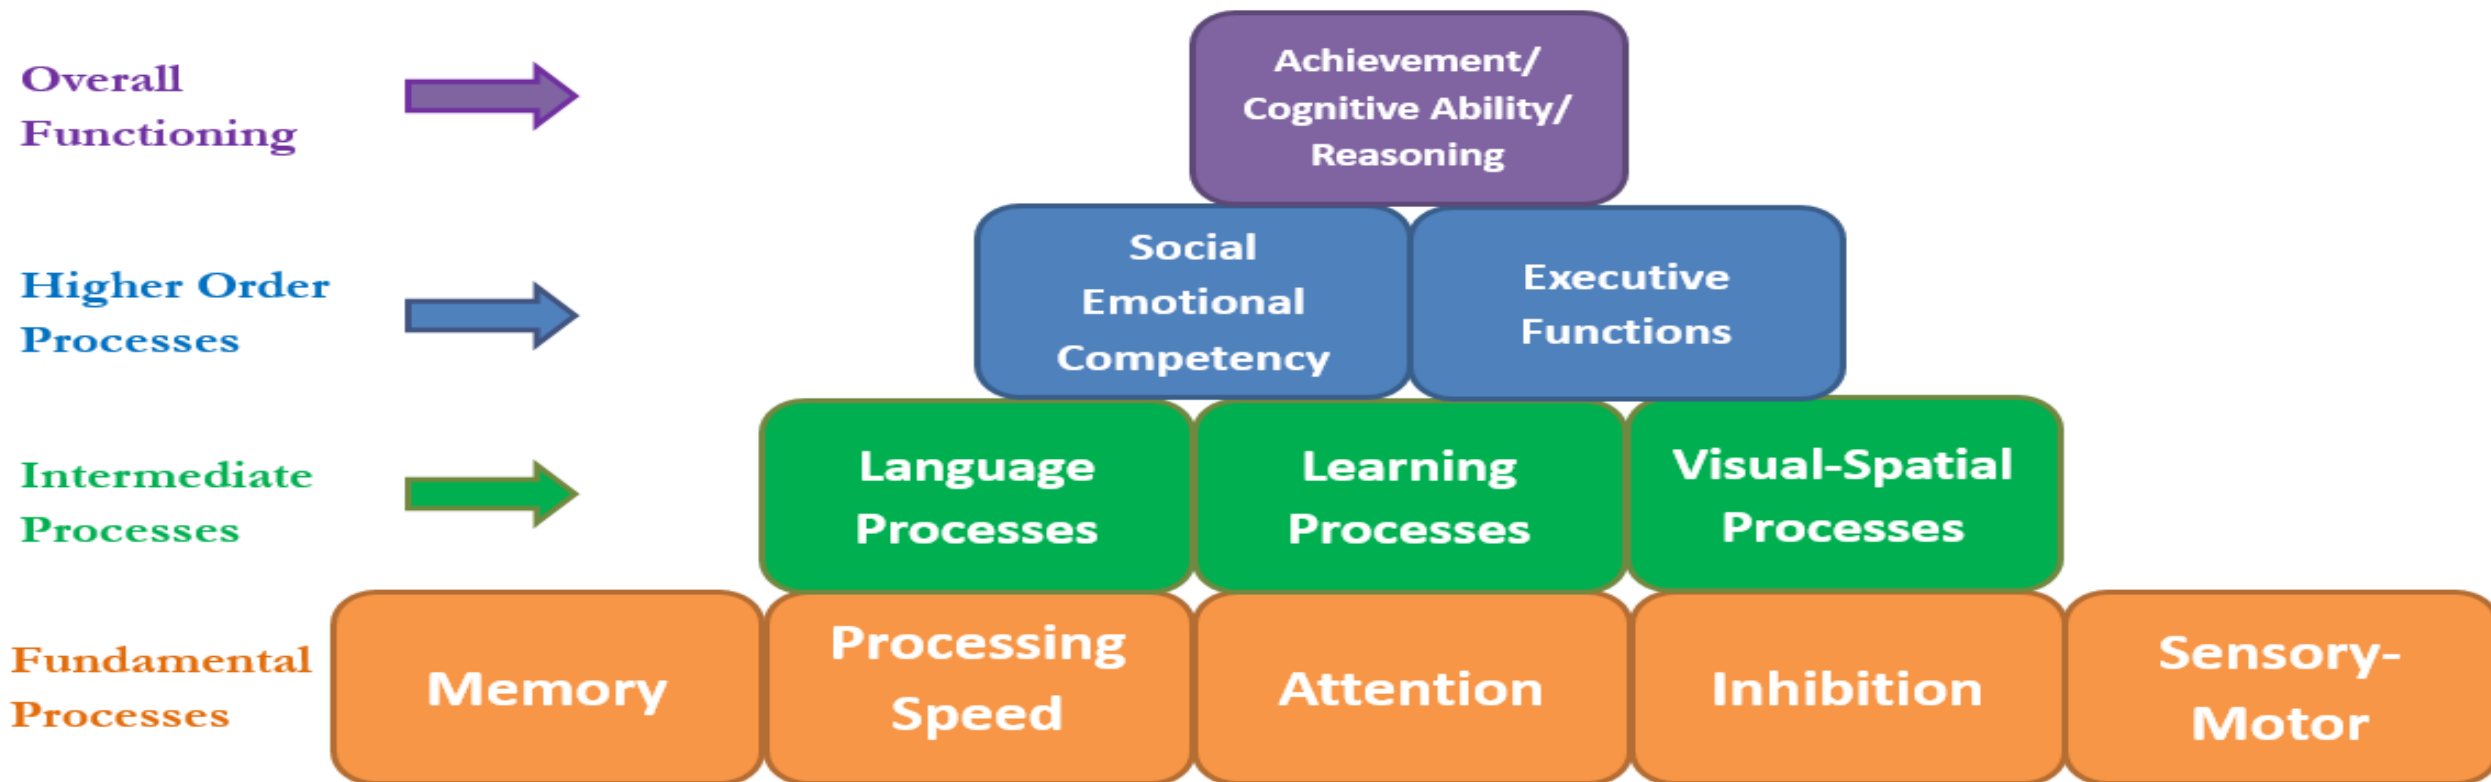 Overall
Functioning
Achievement/
Cognitive Ability/
Reasoning
Higher Order
Processes
Social
Emotional
Competency
Executive
Functions
Intermediate
Processes
Language
Processes
Learning
Processes
Visual-Spatial
Processes
Fundamental
Processes
Memory
Processing
Speed
Attention
Inhibition
Sensory-
Motor